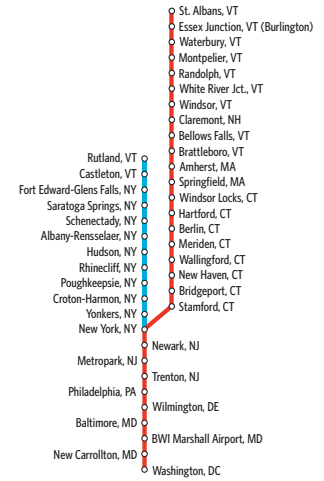 St. Albans, VT
Essex Junction, VT (Burlington)
Waterbury, VT
Montpelier, VT
Randolph, VT
White River Jct., VT
Windsor, VT
Claremont, NH
Bellows Falls, VT
Brattleboro, VT
Amherst, MA
Springfield, MA
Windsor Locks, CT
Hartford, CT
Berlin, CT
Meriden, CT
Wallingford, CT
New Haven, CT
Bridgeport, CT
Stamford, CT
Rutland, VT
Castleton, VT
Fort Edward-Glens Falls, NY
Saratoga Springs, NY
Schenectady, NY
Albany-Rensselaer, NY
Hudson, NY
Rhinecliff, NY
Poughkeepsie, NY
Croton-Harmon, NY
Yonkers, NY
New York, NY
Newark, NJ
Metropark, NJ
Trenton, NJ
Philadelphia, PA
Wilmington, DE
Baltimore, MD
BWI Marshall Airport, MD
New Carrollton, MD
Washington, DC